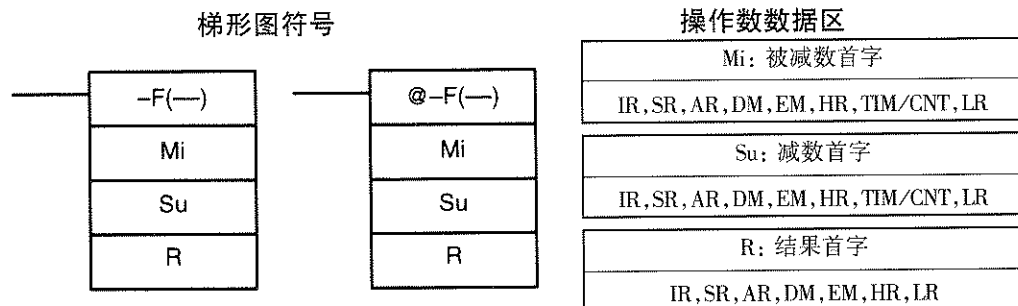 梯形图符号
-F(—)
Mi
Su
R
@-F(—)
Mi
Su
R
操作数数据区
Mi: 被减数首字
IR,SR,AR,DM,EM,HR,TIM/CNT,LR
Su: 减数首字
IR,SR,AR,DM,EM,HR,TIM/CNT,LR
R: 结果首字
IR,SR,AR,DM,EM,HR,LR